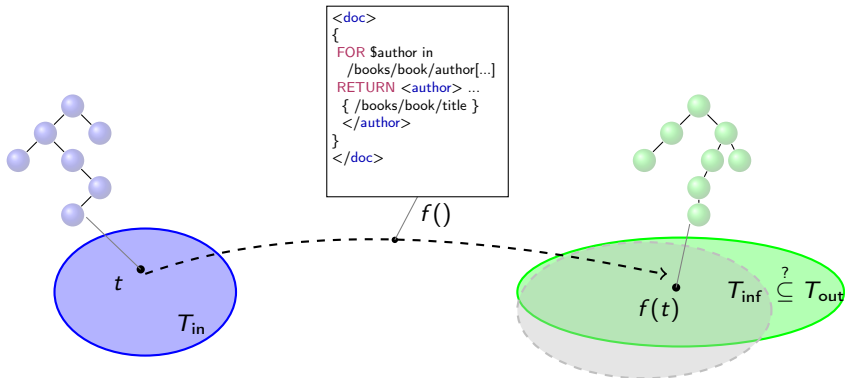 <doc>
{
FOR $author in
/books/book/author[...]
RETURN <author> ...
{ /books/book/title }
</author>
}
</doc>
f()
t
T_in
f(t)
T_inf ⊆? T_out